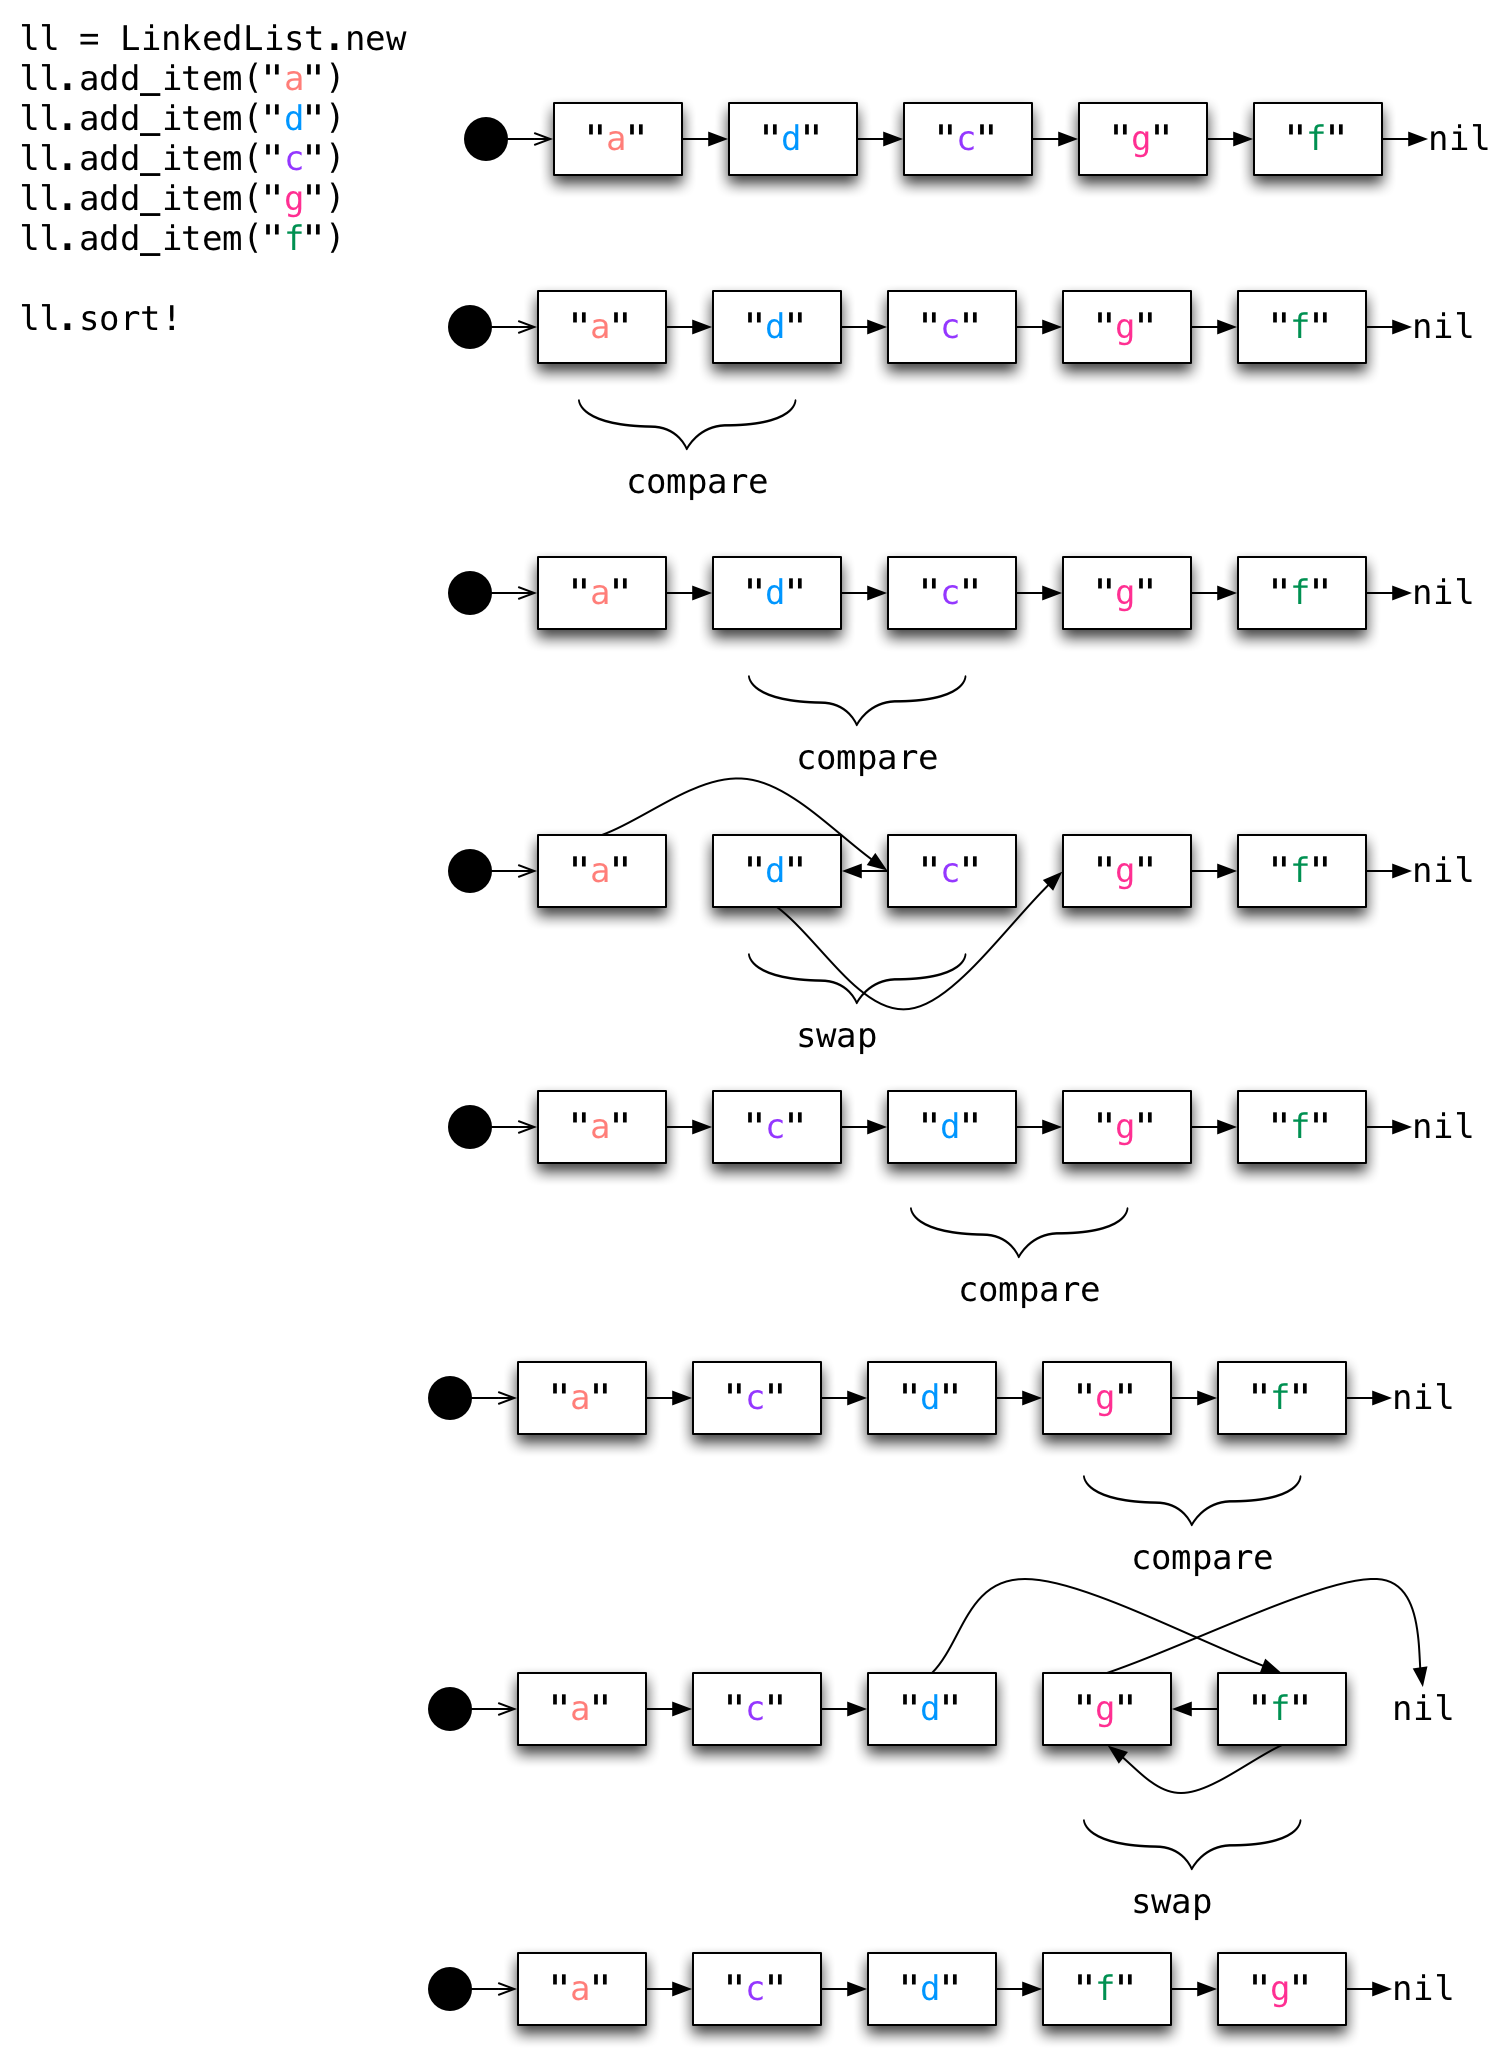 ll = LinkedList.new
ll.add_item("a")
ll.add_item("d")
ll.add_item("c")
ll.add_item("g")
ll.add_item("f")
ll.sort!
"a" "d" "c" "g" "f" nil
"a" "d" "c" "g" "f" nil
compare
"a" "d" "c" "g" "f" nil
compare
"a" "d" "c" "g" "f" nil
swap
"a" "c" "d" "g" "f" nil
compare
"a" "c" "d" "g" "f" nil
compare
"a" "c" "d" "g" "f" nil
swap
"a" "c" "d" "f" "g" nil